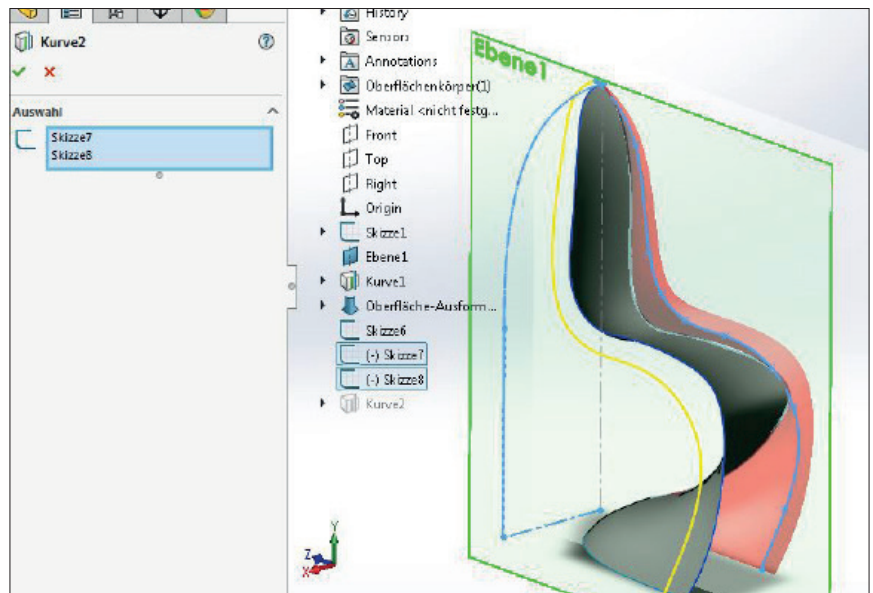 Kurve2
Auswahl
Skizze7
Skizze8
History
Sensors
Annotations
Oberflächenkörper(1)
Material <nicht festg...
Front
Top
Right
Origin
Skizze1
Ebene1
Kurve1
Oberfläche-Ausform...
Skizze6
(-) Skizze7
(-) Skizze8
Kurve2
Ebene1
Y
Z
X